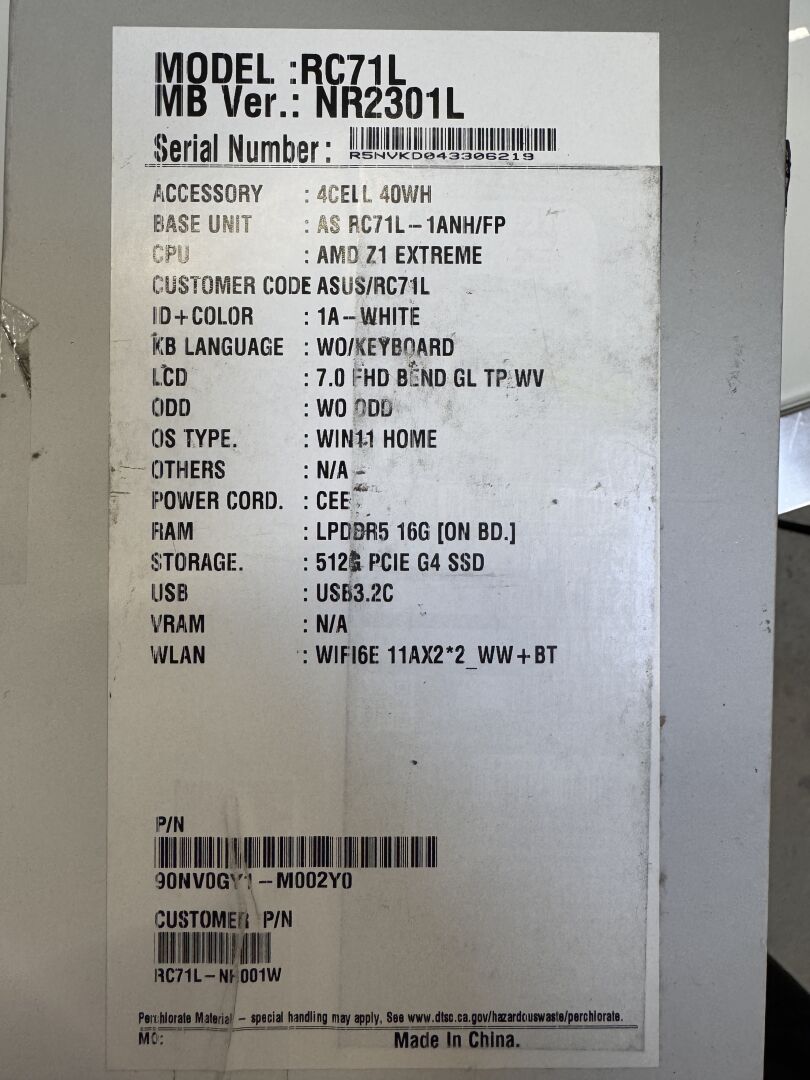 MODEL :RC71L
MB Ver.: NR2301L
Serial Number:
R5NVKD043306219
ACCESSORY : 4CELL 40WH
BASE UNIT : AS RC71L-1ANH/FP
CPU : AMD Z1 EXTREME
CUSTOMER CODE ASUS/RC71L
ID+COLOR : 1A-WHITE
KB LANGUAGE : WO/KEYBOARD
LCD : 7.0 FHD BEND GL TP WV
ODD : WO ODD
OS TYPE. : WIN11 HOME
OTHERS : N/A
POWER CORD. : CEE
RAM : LPDDR5 16G [ON BD.]
STORAGE. : 512G PCIE G4 SSD
USB : USB3.2C
VRAM : N/A
WLAN : WIFI6E 11AX2*2_WW+BT
P/N
90NV0GY1-M002Y0
CUSTOMER P/N
RC71L-NH001W
Perchlorate Material - special handling may apply, See www.dtsc.ca.gov/hazardouswaste/perchlorate.
MO:
Made In China.